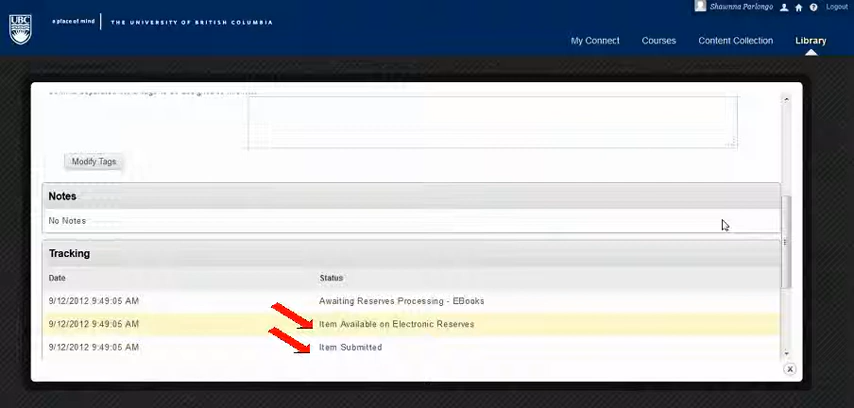 Shawnna Parlongo Logout
UBC a place of mind THE UNIVERSITY OF BRITISH COLUMBIA
My Connect Courses Content Collection Library
Modify Tags
Notes
No Notes
Tracking
Date Status
9/12/2012 9:49:05 AM Awaiting Reserves Processing - EBooks
9/12/2012 9:49:05 AM Item Available on Electronic Reserves
9/12/2012 9:49:05 AM Item Submitted
x